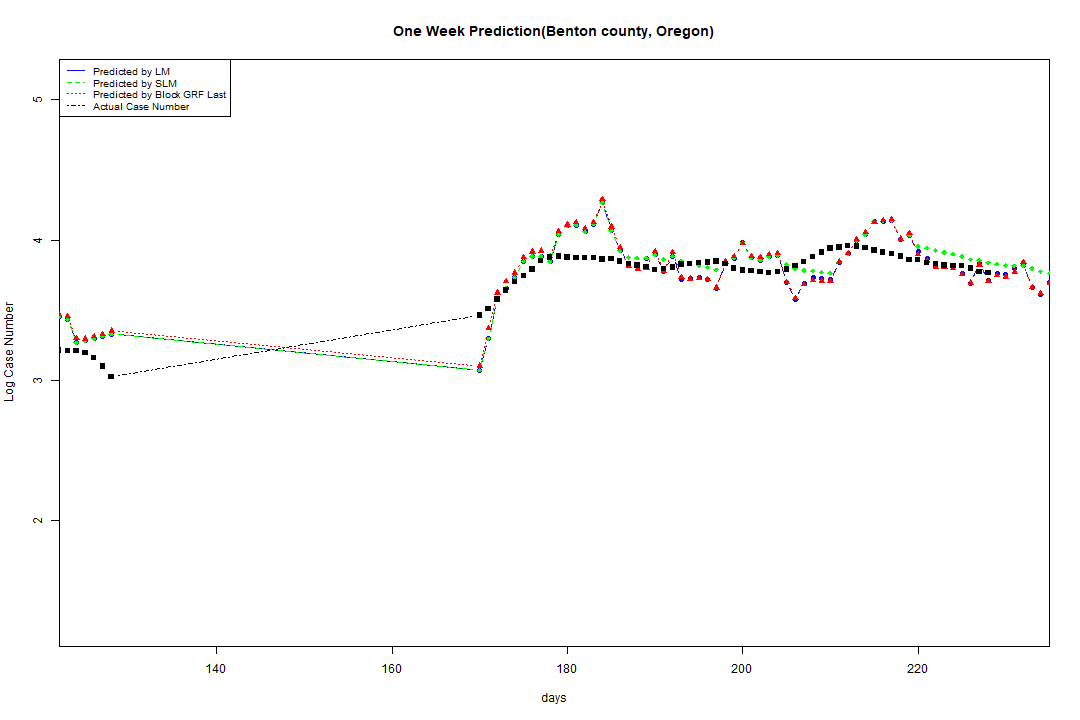 One Week Prediction(Benton county, Oregon)
Predicted by LM
Predicted by SLM
Predicted by Block GRF Last
Actual Case Number
5
4
3
2
Log Case Number
140 160 180 200 220
days